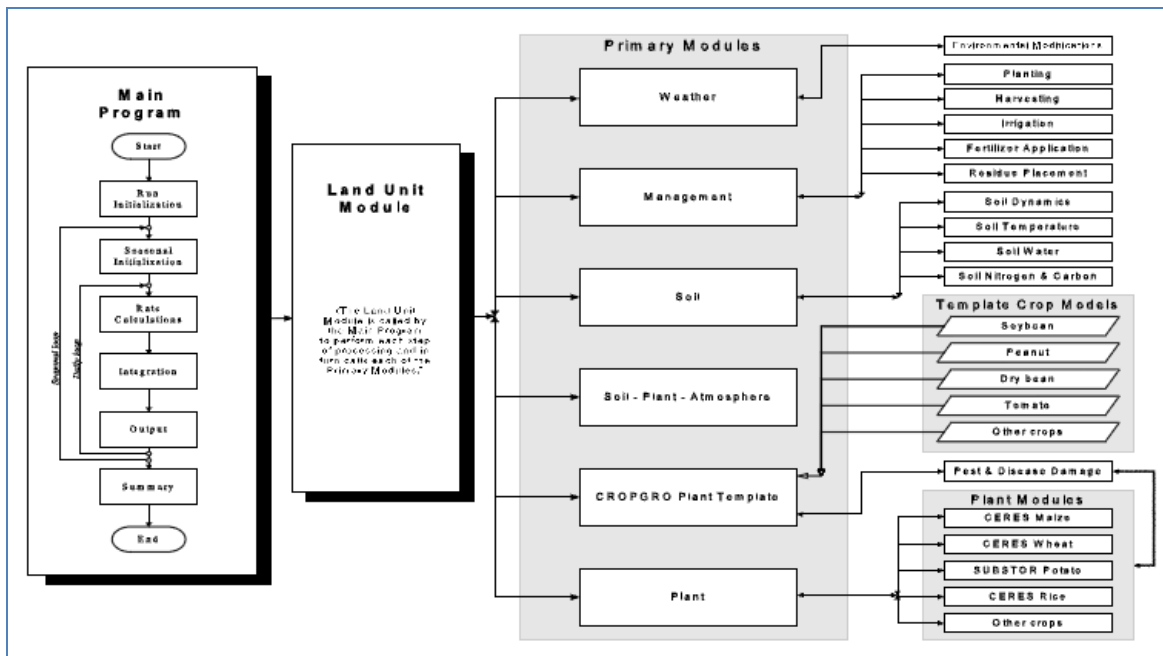 Main
Program
Start
Run
Initialization
Seasonal
Initialization
Rate
Calculations
Integration
Output
Summary
End
Seasonal loop
Daily loop
Land Unit
Module
(The Land Unit
Module is called by
the Main Program
to perform each step
of processing and in
turn calls each of the
Primary Modules.)
Primary Modules
Weather
Management
Soil
Soil - Plant - Atmosphere
CROPGRO Plant Template
Plant
Environmental Modifications
Planting
Harvesting
Irrigation
Fertilizer Application
Residue Placement
Soil Dynamics
Soil Temperature
Soil Water
Soil Nitrogen & Carbon
Template Crop Models
Soybean
Peanut
Dry bean
Tomato
Other crops
Pest & Disease Damage
Plant Modules
CERES Maize
CERES Wheat
SUBSTOR Potato
CERES Rice
Other crops